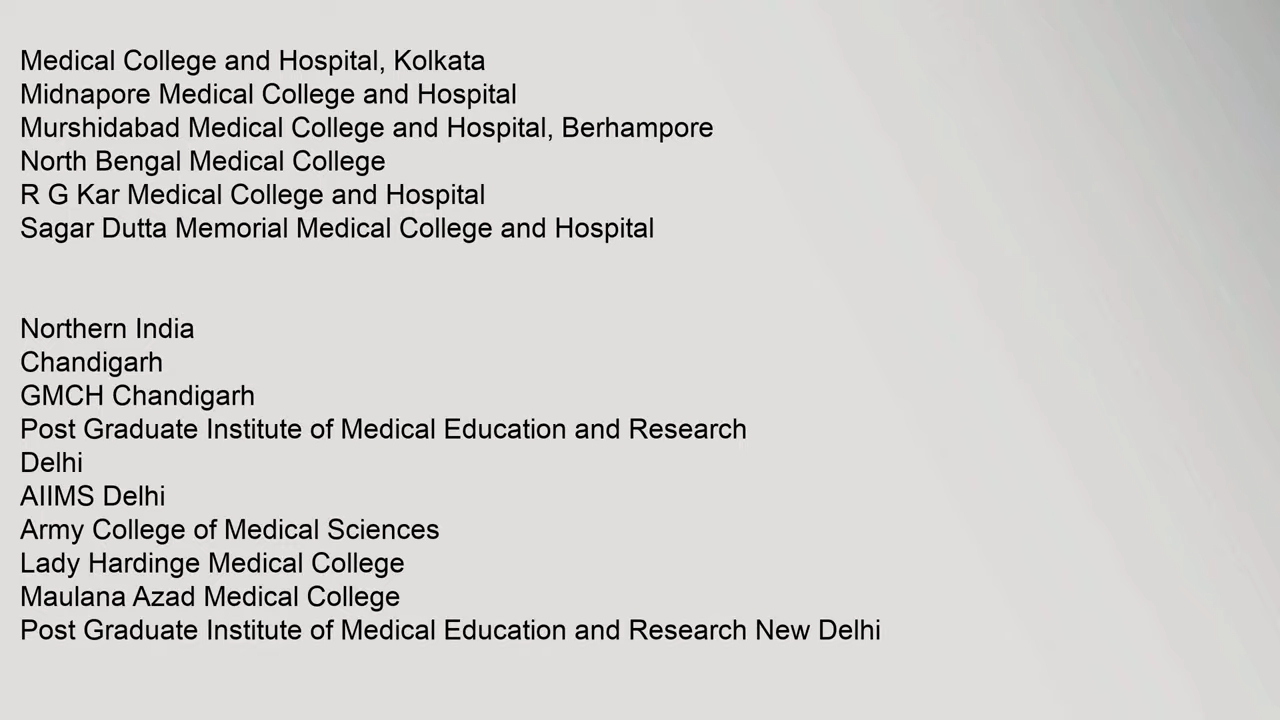 Medical College and Hospital, Kolkata
Midnapore Medical College and Hospital
Murshidabad Medical College and Hospital, Berhampore
North Bengal Medical College
R G Kar Medical College and Hospital
Sagar Dutta Memorial Medical College and Hospital
Northern India
Chandigarh
GMCH Chandigarh
Post Graduate Institute of Medical Education and Research
Delhi
AIIMS Delhi
Army College of Medical Sciences
Lady Hardinge Medical College
Maulana Azad Medical College
Post Graduate Institute of Medical Education and Research New Delhi